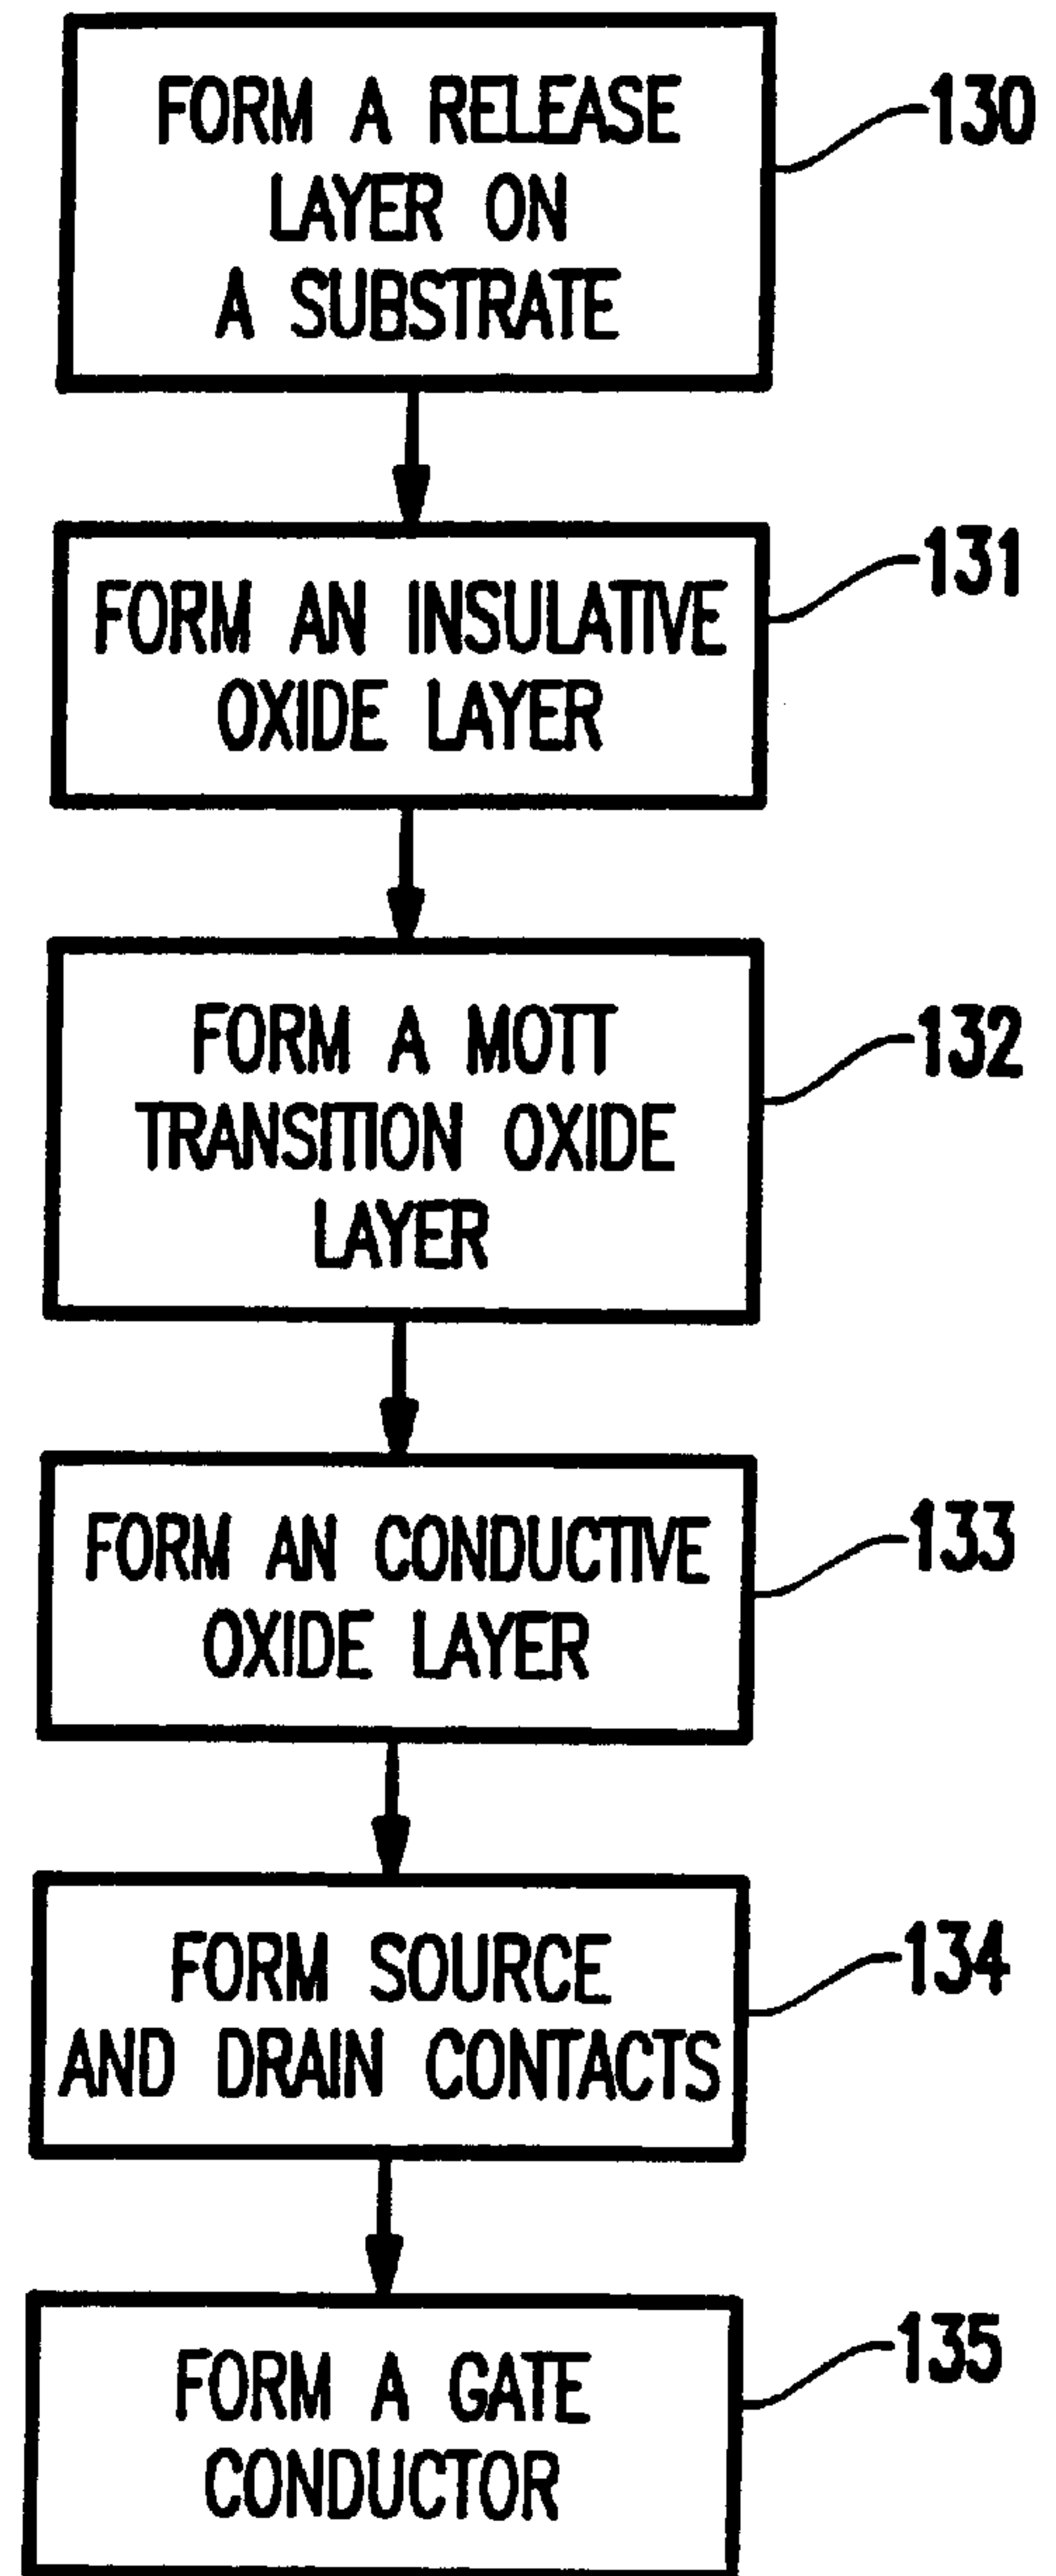 FORM A RELEASE
LAYER ON
A SUBSTRATE
130
FORM AN INSULATIVE
OXIDE LAYER
131
FORM A MOTT
TRANSITION OXIDE
LAYER
132
FORM AN CONDUCTIVE
OXIDE LAYER
133
FORM SOURCE
AND DRAIN CONTACTS
134
FORM A GATE
CONDUCTOR
135